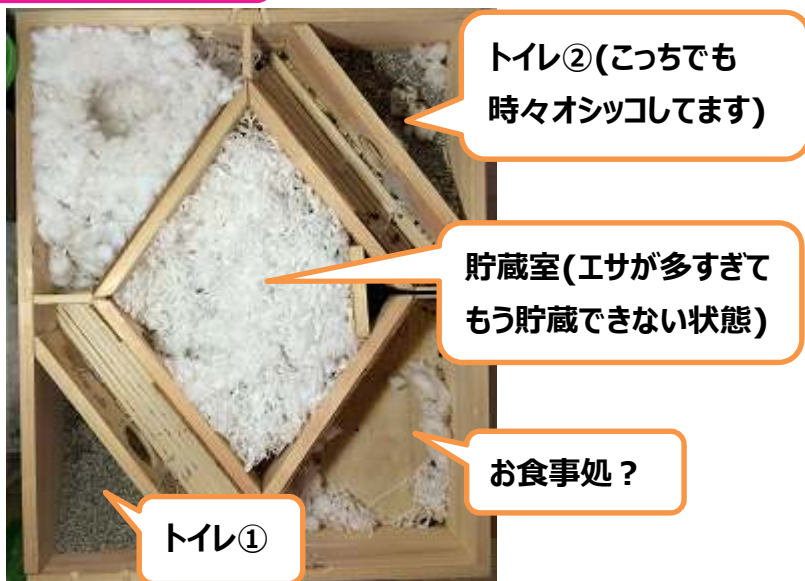 トイレ②(こっちでも
時々オシッコしてます)
貯蔵室(エサが多すぎて
もう貯蔵できない状態)
お食事処？
トイレ①